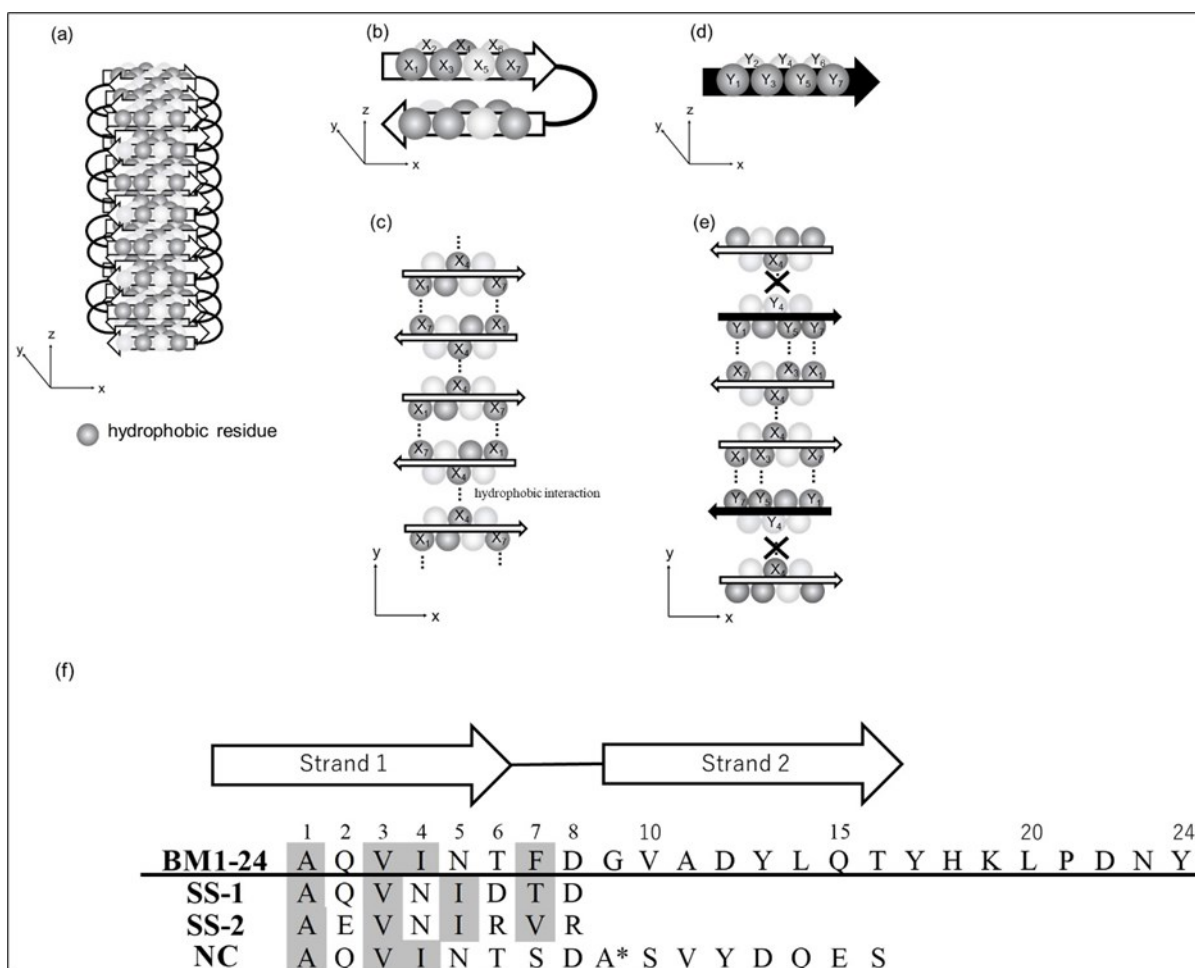 (a)
z
y
x
hydrophobic residue
(b)
X2 X4 X6
X1 X3 X5 X7
z
y
x
(c)
X4
X1 X7
X7 X1
X4
X4
X1 X7
X7 X1
X4
hydrophobic interaction
X4
X1 X7
y
x
(d)
Y2 Y4 Y6
Y1 Y3 Y5 Y7
z
y
x
(e)
X4
Y4
Y1 Y5 Y7
X7 X3 X1
X4
X4
X1 X3 X7
Y7 Y5 Y1
Y4
X4
y
x
(f)
Strand 1 Strand 2
1 2 3 4 5 6 7 8 10 15 20 24
BM1-24 A Q V I N T F D G V A D Y L Q T Y H K L P D N Y
SS-1 A Q V N I D T D
SS-2 A E V N I R V R
NC A Q V I N T S D A* S V Y D Q E S